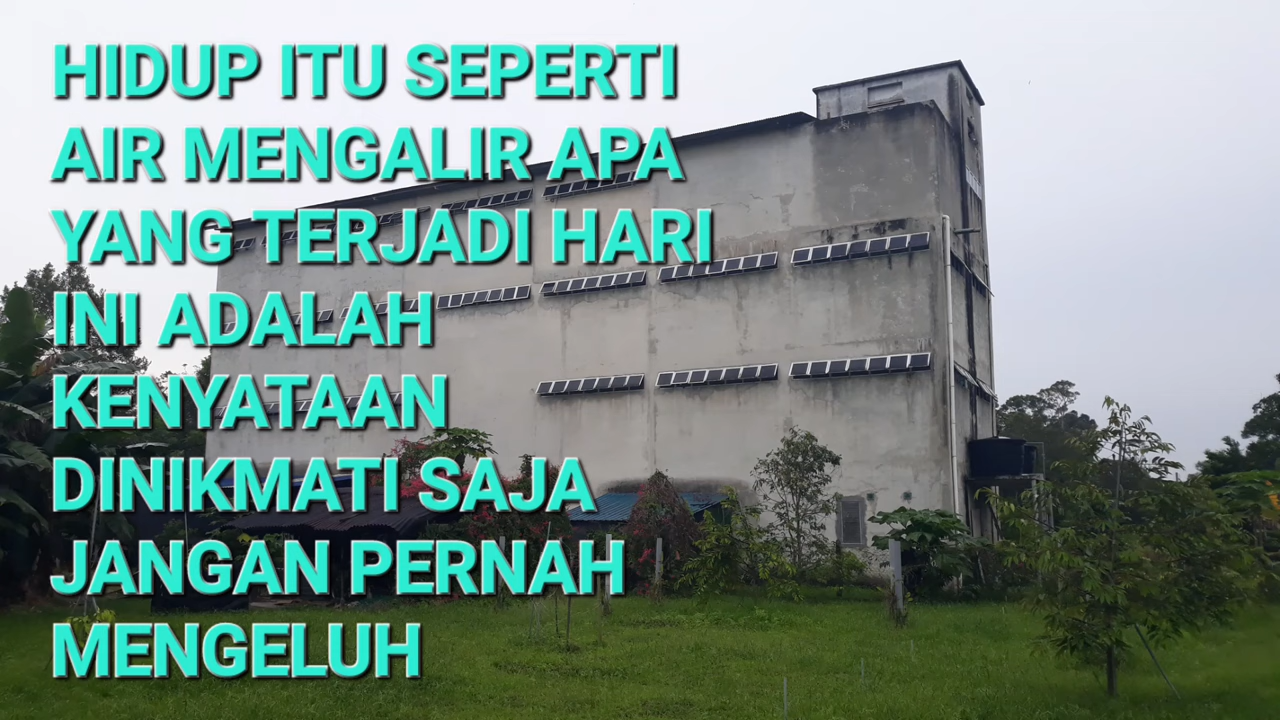 HIDUP ITU SEPERTI
AIR MENGALIR APA
YANG TERJADI HARI
INI ADALAH
KENYATAAN
DINIKMATI SAJA
JANGAN PERNAH
MENGELUH